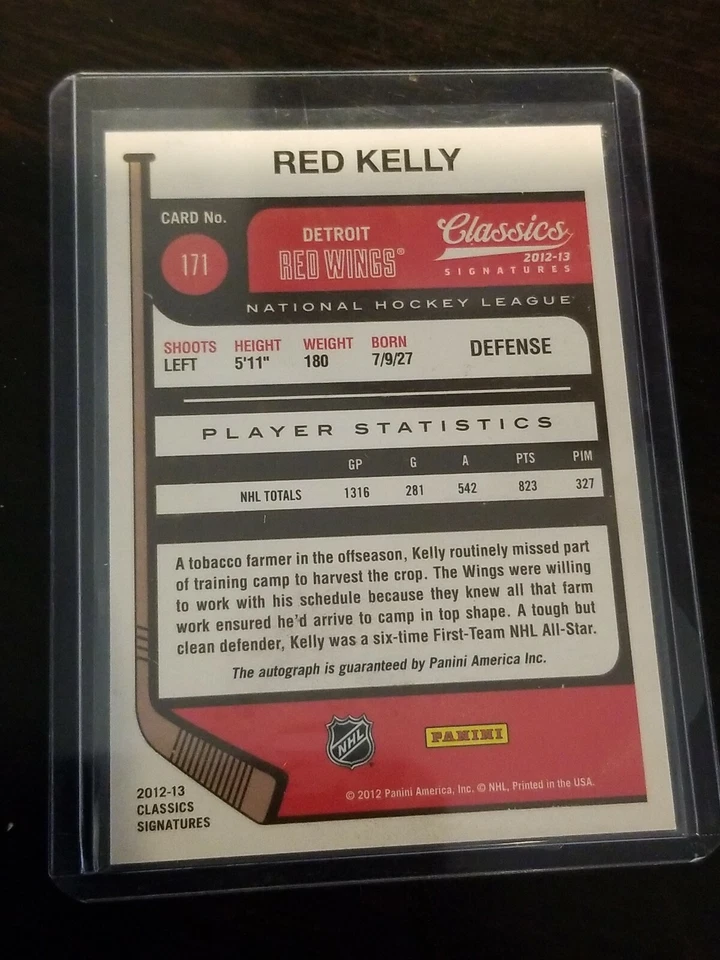 RED KELLY
CARD No.
171
DETROIT
RED WINGS®
Classics
2012-13
SIGNATURES
NATIONAL HOCKEY LEAGUE
SHOOTS HEIGHT WEIGHT BORN
LEFT 5'11" 180 7/9/27
DEFENSE
PLAYER STATISTICS
GP G A PTS PIM
NHL TOTALS 1316 281 542 823 327
A tobacco farmer in the offseason, Kelly routinely missed part
of training camp to harvest the crop. The Wings were willing
to work with his schedule because they knew all that farm
work ensured he'd arrive to camp in top shape. A tough but
clean defender, Kelly was a six-time First-Team NHL All-Star.
The autograph is guaranteed by Panini America Inc.
NHL
PANINI
© 2012 Panini America, Inc. © NHL, Printed in the USA.
2012-13
CLASSICS
SIGNATURES